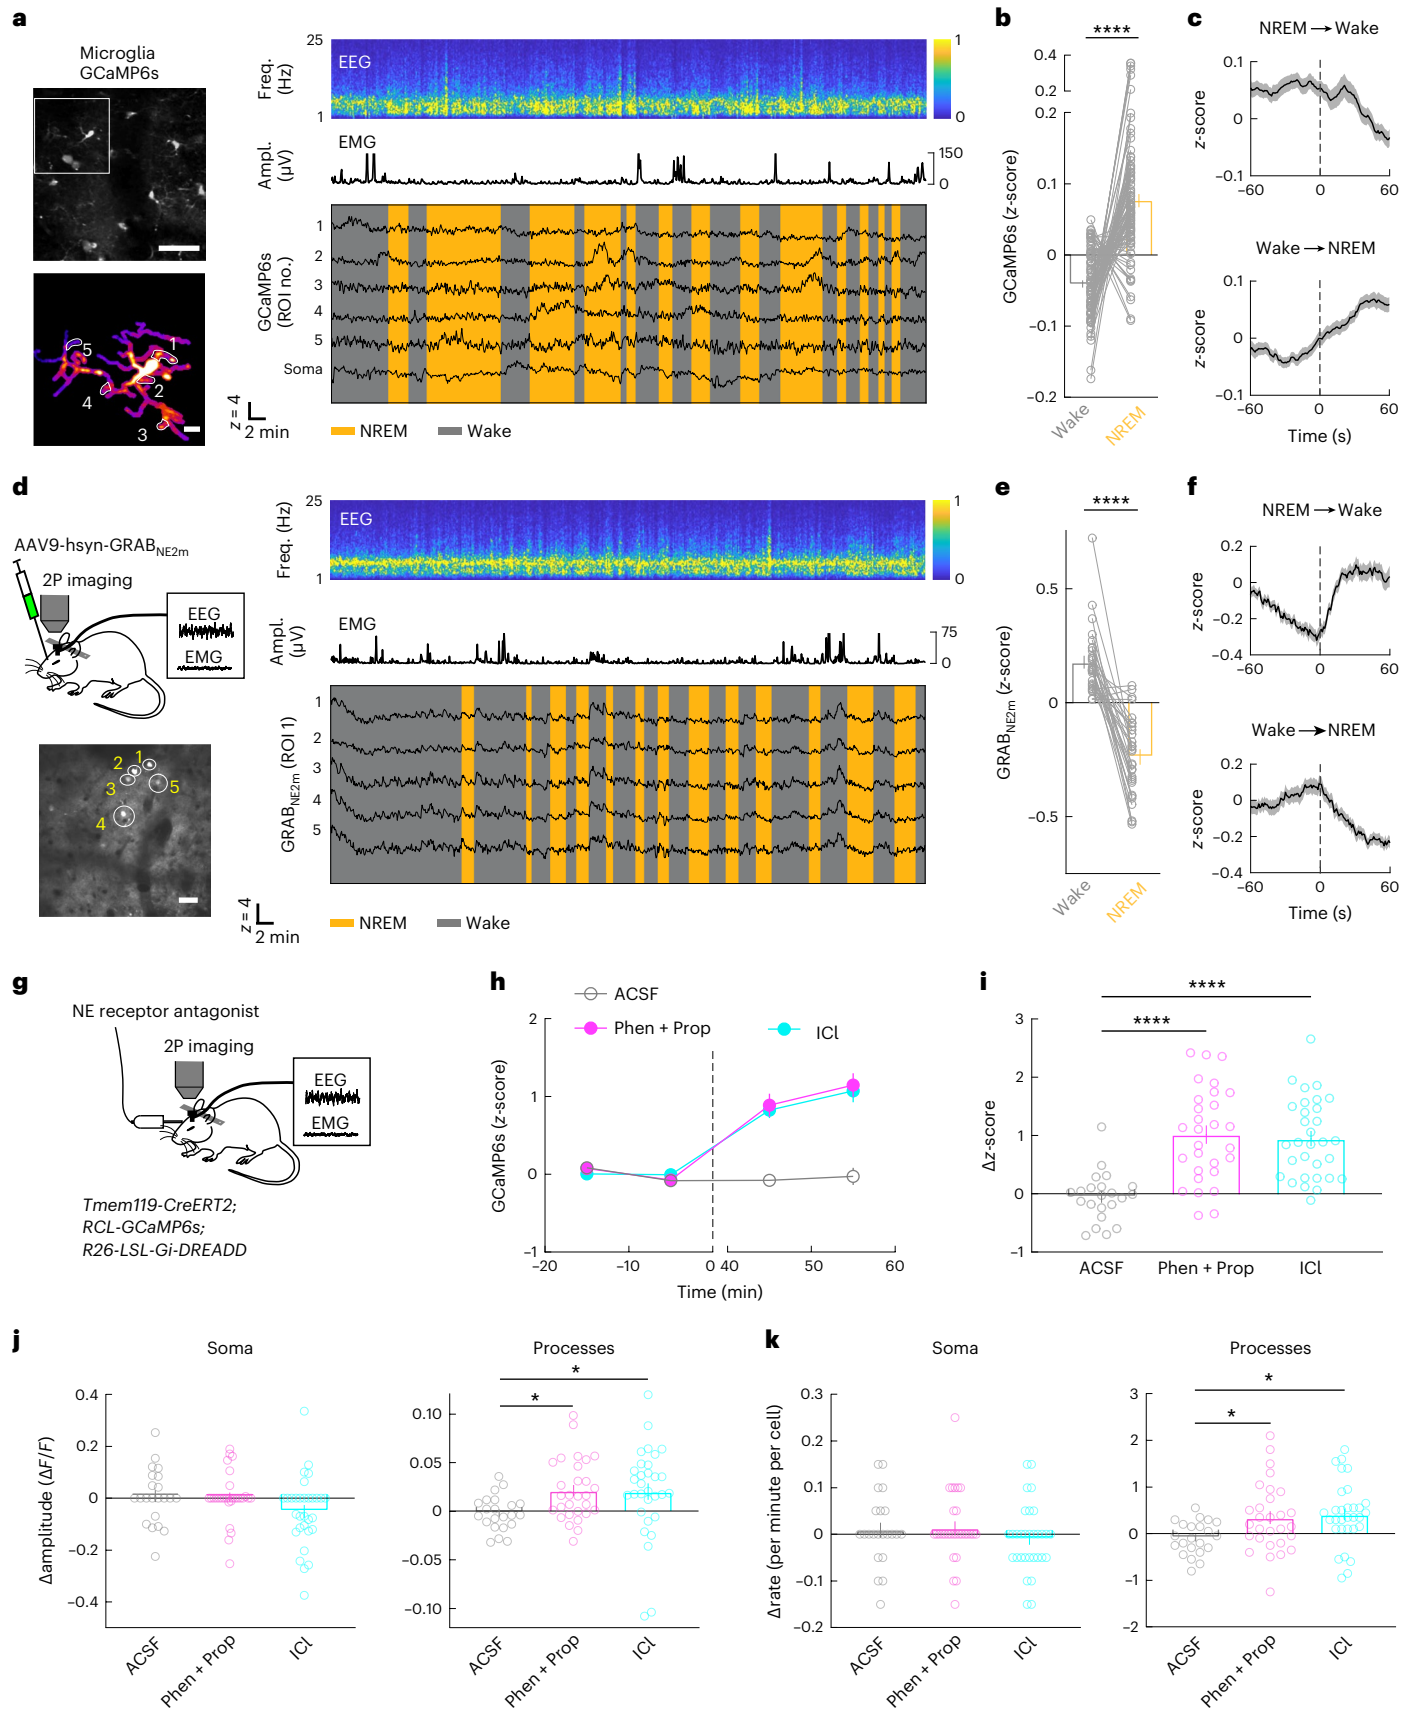 a
Microglia
GCaMP6s
5
1
2
4
3
25
Freq.
(Hz)
1
EEG
1
0
EMG
Ampl.
(µV)
150
0
GCaMP6s
(ROI no.)
1
2
3
4
5
Soma
z = 4
2 min
NREM
Wake
b
****
0.4
0.2
0.2
0.1
0
−0.1
−0.2
GCaMP6s (z-score)
Wake
NREM
c
NREM → Wake
z-score
0.1
0
−0.1
−60
0
60
Wake → NREM
z-score
0.1
0
−0.1
−60
0
60
Time (s)
d
AAV9-hsyn-GRABNE2m
2P imaging
EEG
EMG
2
1
3
5
4
25
Freq. (Hz)
1
EEG
1
0
EMG
Ampl.
(µV)
75
0
GRABNE2m (ROI 1)
1
2
3
4
5
z = 4
2 min
NREM
Wake
e
****
0.5
0
−0.5
GRABNE2m (z-score)
Wake
NREM
f
NREM → Wake
z-score
0.2
0
−0.2
−0.4
−60
0
60
Wake → NREM
z-score
0.2
0
−0.2
−0.4
−60
0
60
Time (s)
g
NE receptor antagonist
2P imaging
EEG
EMG
Tmem119-CreERT2;
RCL-GCaMP6s;
R26-LSL-Gi-DREADD
h
ACSF
Phen + Prop
ICI
GCaMP6s (z-score)
2
1
0
−1
−20
−10
0
40
60
Time (min)
i
****
****
Δz-score
3
2
1
0
−1
ACSF
Phen + Prop
ICI
j
Soma
Δamplitude (ΔF/F)
0.4
0.2
0
−0.2
−0.4
ACSF
Phen + Prop
ICI
Processes
*
*
0.10
0.05
0
−0.05
−0.10
ACSF
Phen + Prop
ICI
k
Soma
Δrate (per minute per cell)
0.3
0.2
0.1
0
−0.1
−0.2
ACSF
Phen + Prop
ICI
Processes
*
*
3
2
1
0
−1
−2
ACSF
Phen + Prop
ICI